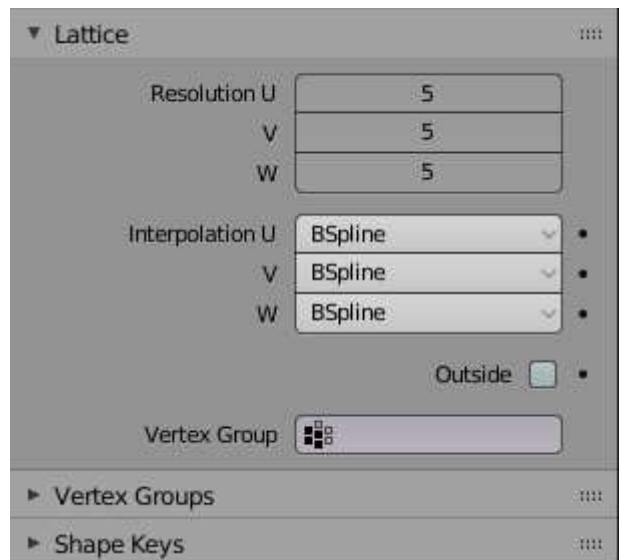 Lattice
Resolution U 5
V 5
W 5
Interpolation U BSpline
V BSpline
W BSpline
Outside
Vertex Group
Vertex Groups
Shape Keys